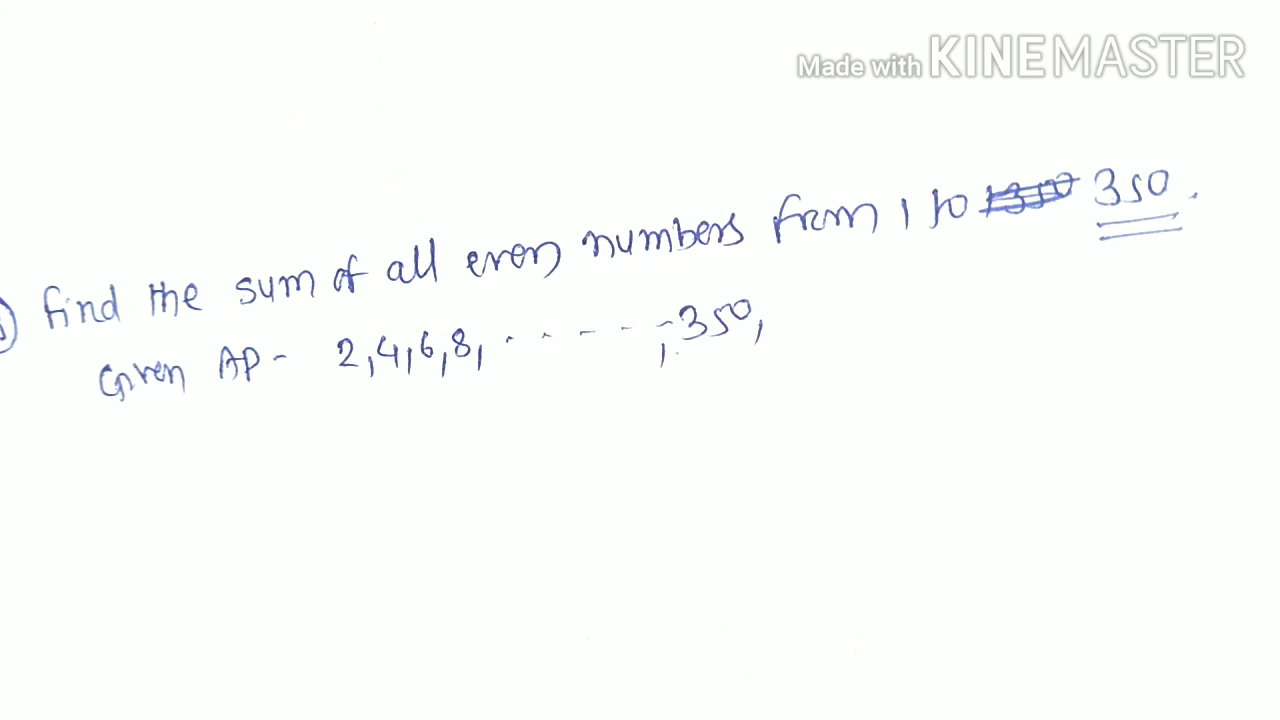 Made with KINEMASTER
Find the sum of all even numbers from 1 to 350.
Given AP - 2,4,6,8, . . . . - - ,350,